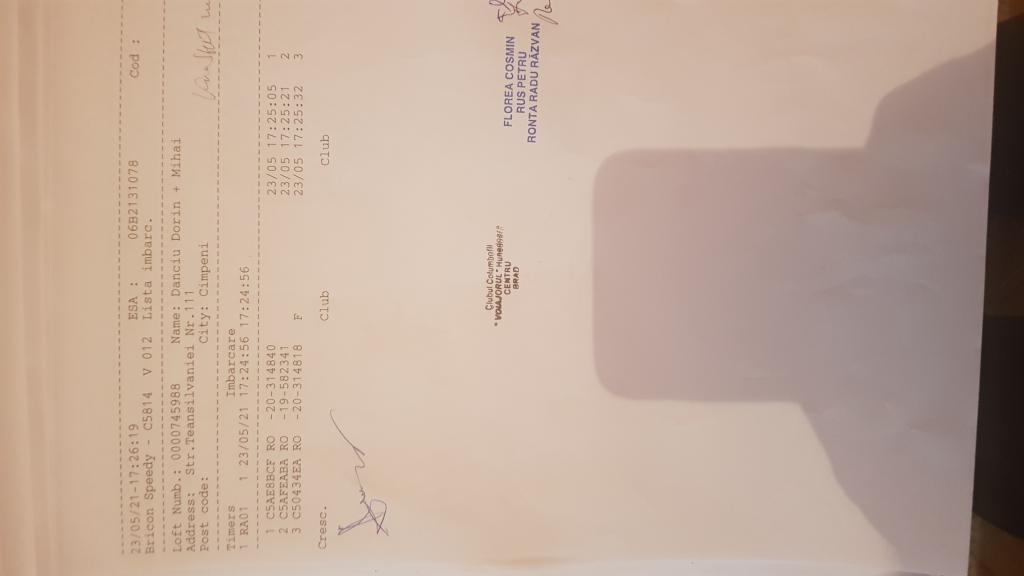 23/05/21-17:26:19 ESA : 06B2131078 Cod :
Bricon Speedy - C5814 V 012 Lista imbarc.
Loft Numb.: 0000745988 Name: Danciu Dorin + Mihai
Address: Str.Teansilvaniei Nr.111
Post code: City: Cimpeni
Timers Imbarcare
1 RA01 1 23/05/21 17:24:56 17:24:56
1 C5AE8BCF RO -20-314840 23/05 17:25:05 1
2 C5AFEABA RO -19-582341 23/05 17:25:21 2
3 C50434EA RO -20-314818 F 23/05 17:25:32 3
Cresc. Club Club
Clubul Columbofil
"VOIAJORUL" Hunedoara
CENTRU
BRAD
FLOREA COSMIN
RUS PETRU
RONTA RADU RĂZVAN